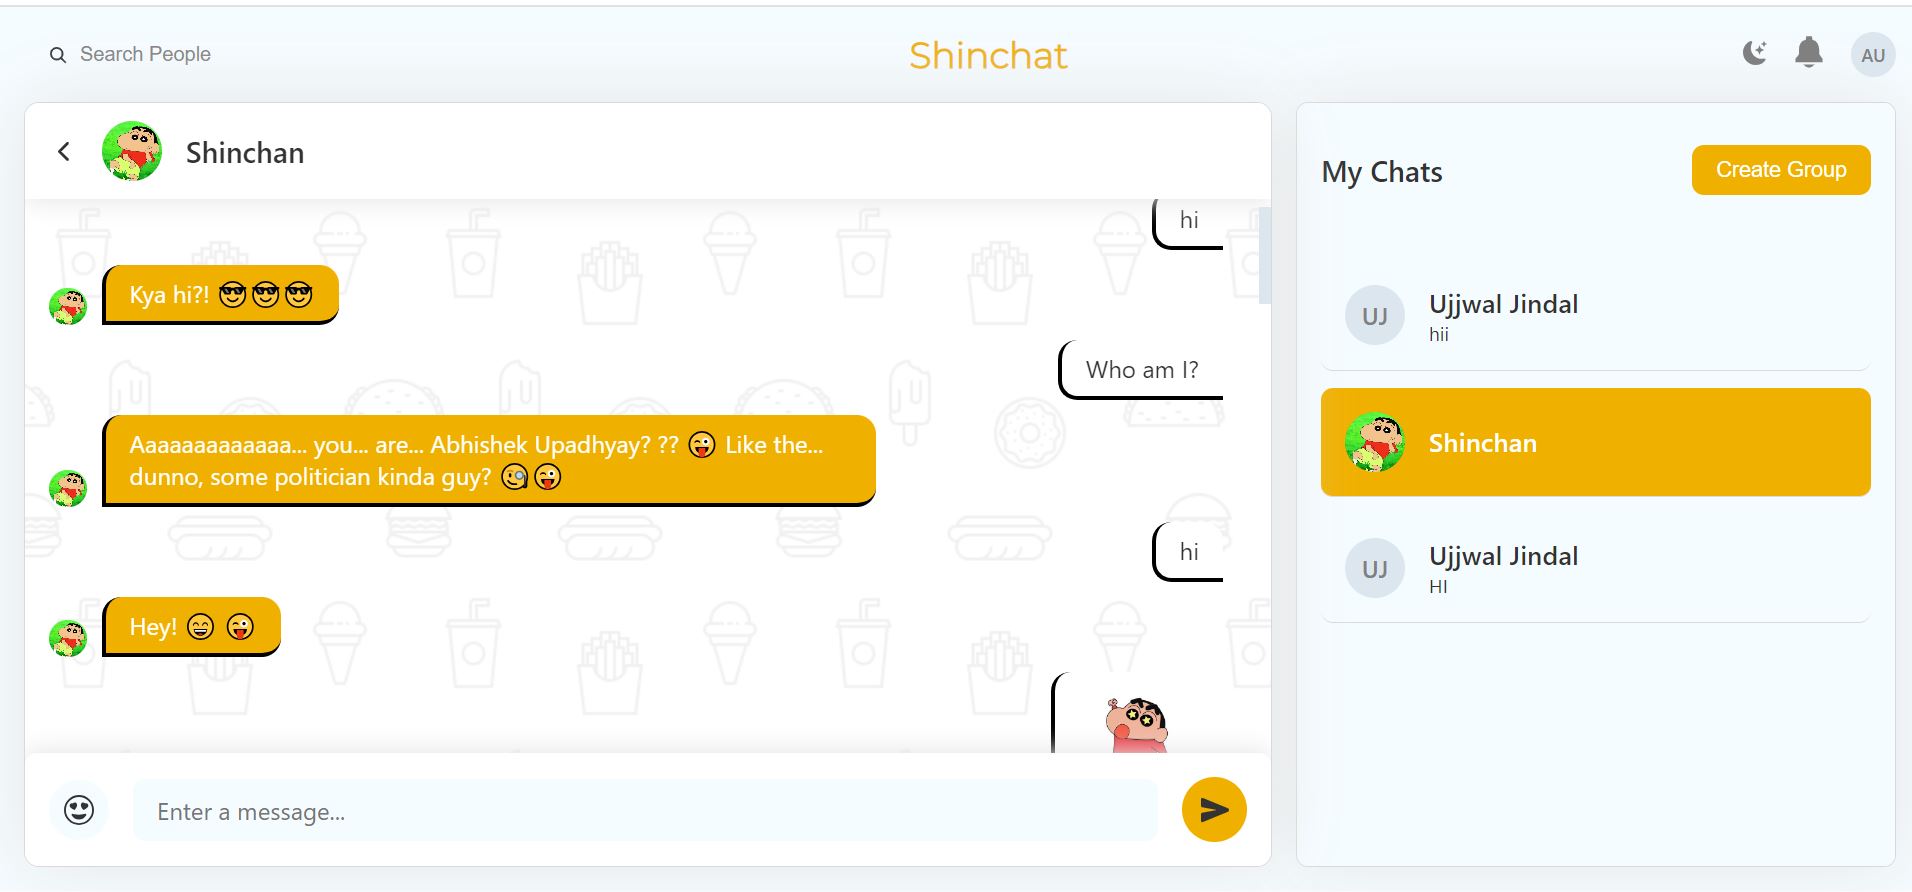 Search People
Shinchat
AU
Shinchan
hi
Kya hi?! 😎😎😎
Who am I?
Aaaaaaaaaaaaa... you... are... Abhishek Upadhyay? ?? 😜 Like the...
dunno, some politician kinda guy? 🧐😜
hi
Hey! 😄 😜
Enter a message...
My Chats
Create Group
UJ
Ujjwal Jindal
hii
Shinchan
UJ
Ujjwal Jindal
HI